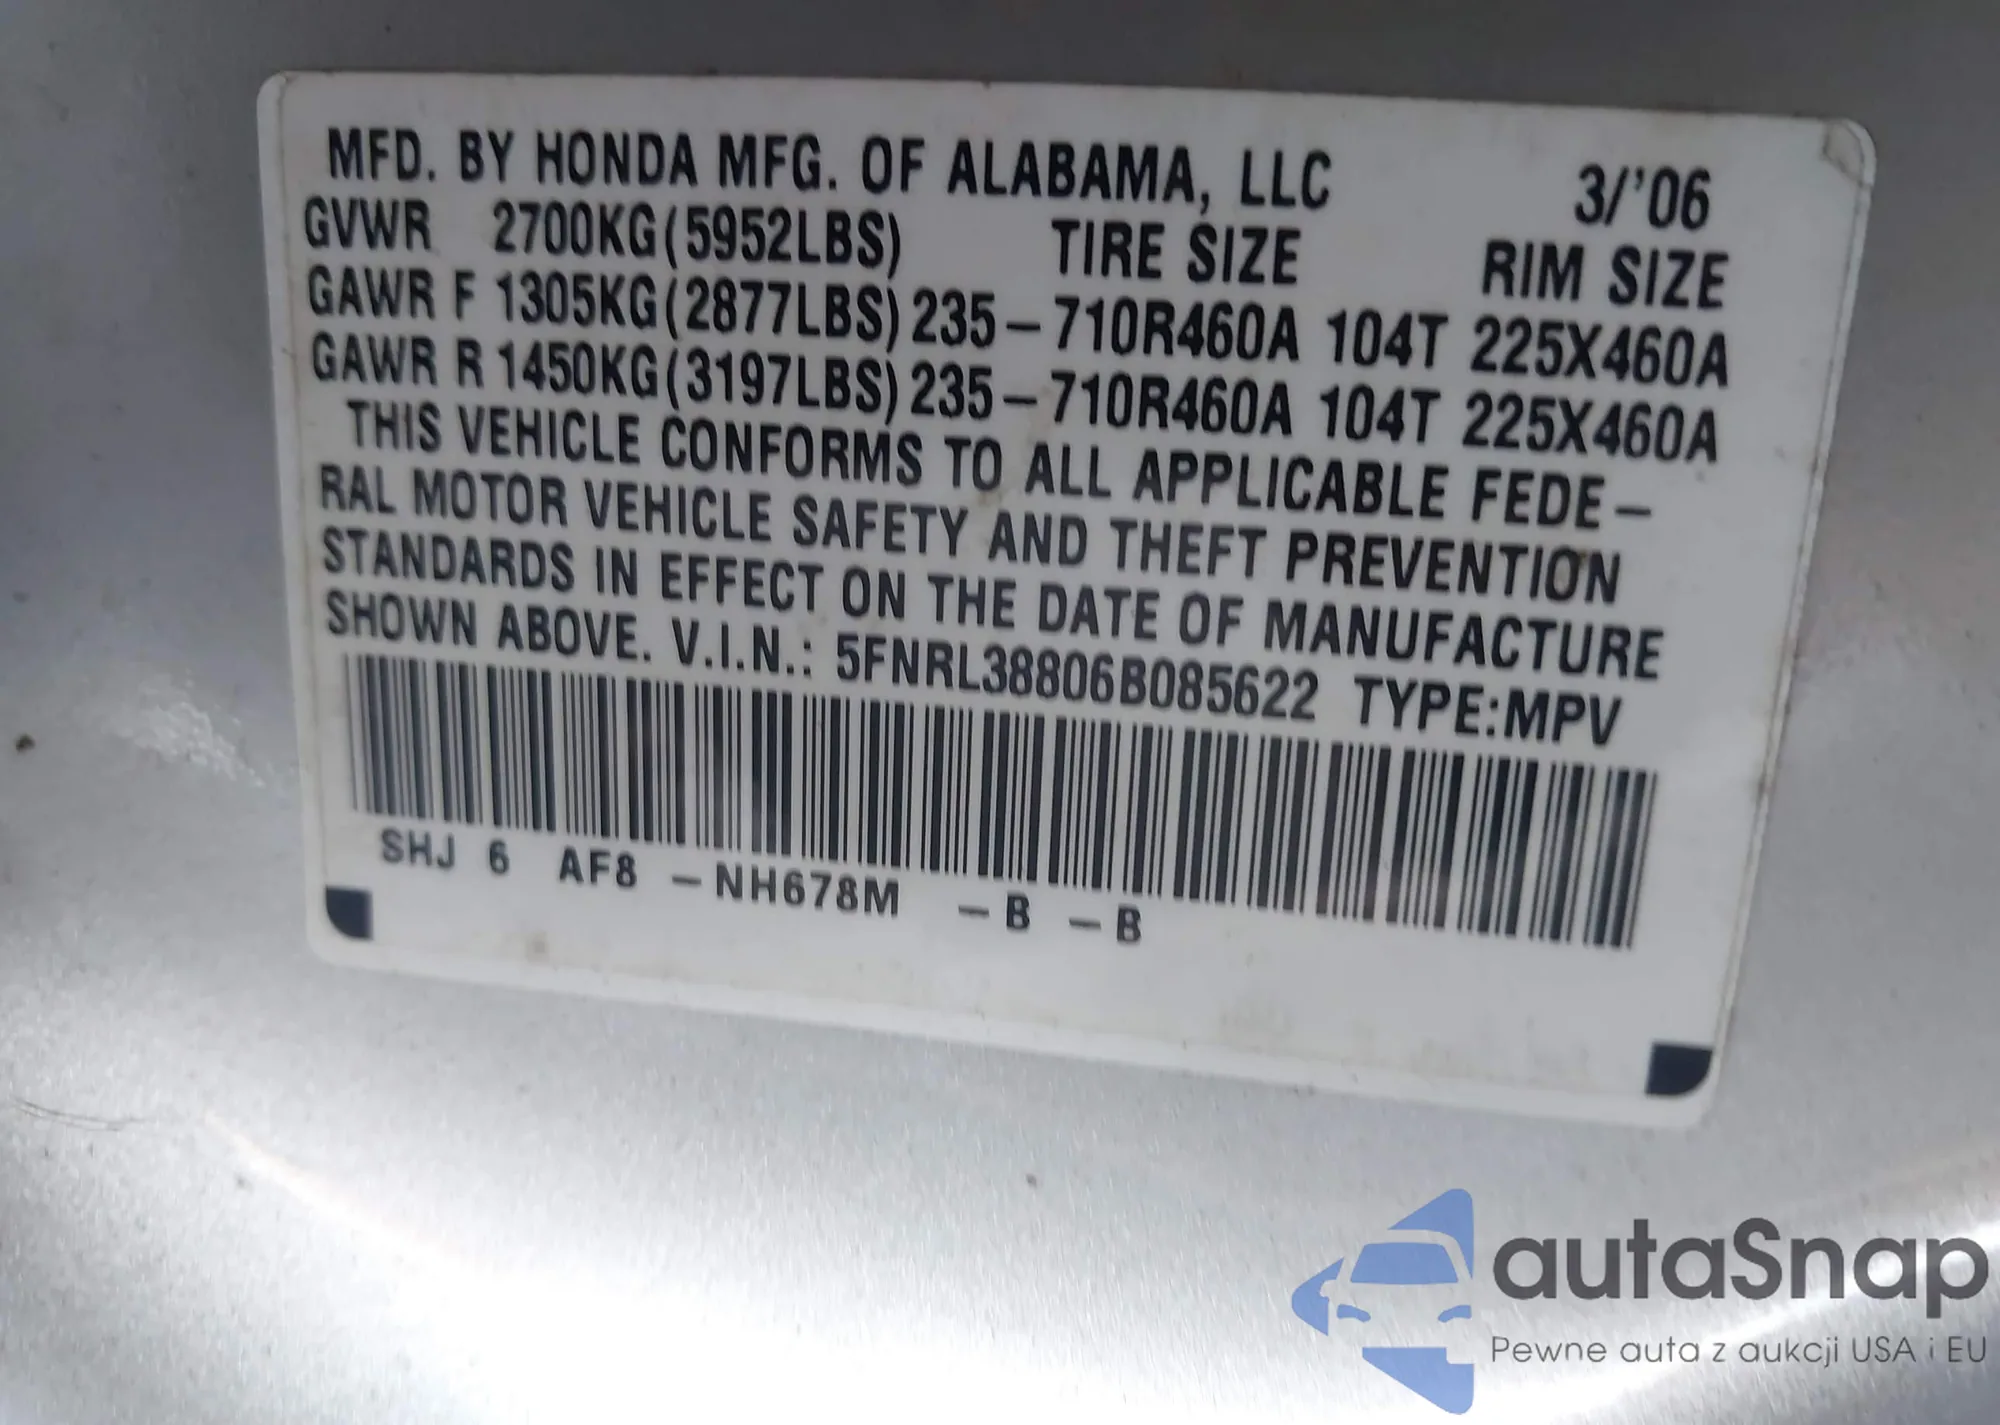 MFD. BY HONDA MFG. OF ALABAMA, LLC 3/'06
GVWR 2700KG(5952LBS) TIRE SIZE RIM SIZE
GAWR F 1305KG(2877LBS) 235-710R460A 104T 225X460A
GAWR R 1450KG(3197LBS) 235-710R460A 104T 225X460A
THIS VEHICLE CONFORMS TO ALL APPLICABLE FEDE-
RAL MOTOR VEHICLE SAFETY AND THEFT PREVENTION
STANDARDS IN EFFECT ON THE DATE OF MANUFACTURE
SHOWN ABOVE. V.I.N.: 5FNRL38806B085622 TYPE:MPV
SHJ 6 AF8 -NH678M -B -B
autaSnap
Pewne auta z aukcji USA i EU